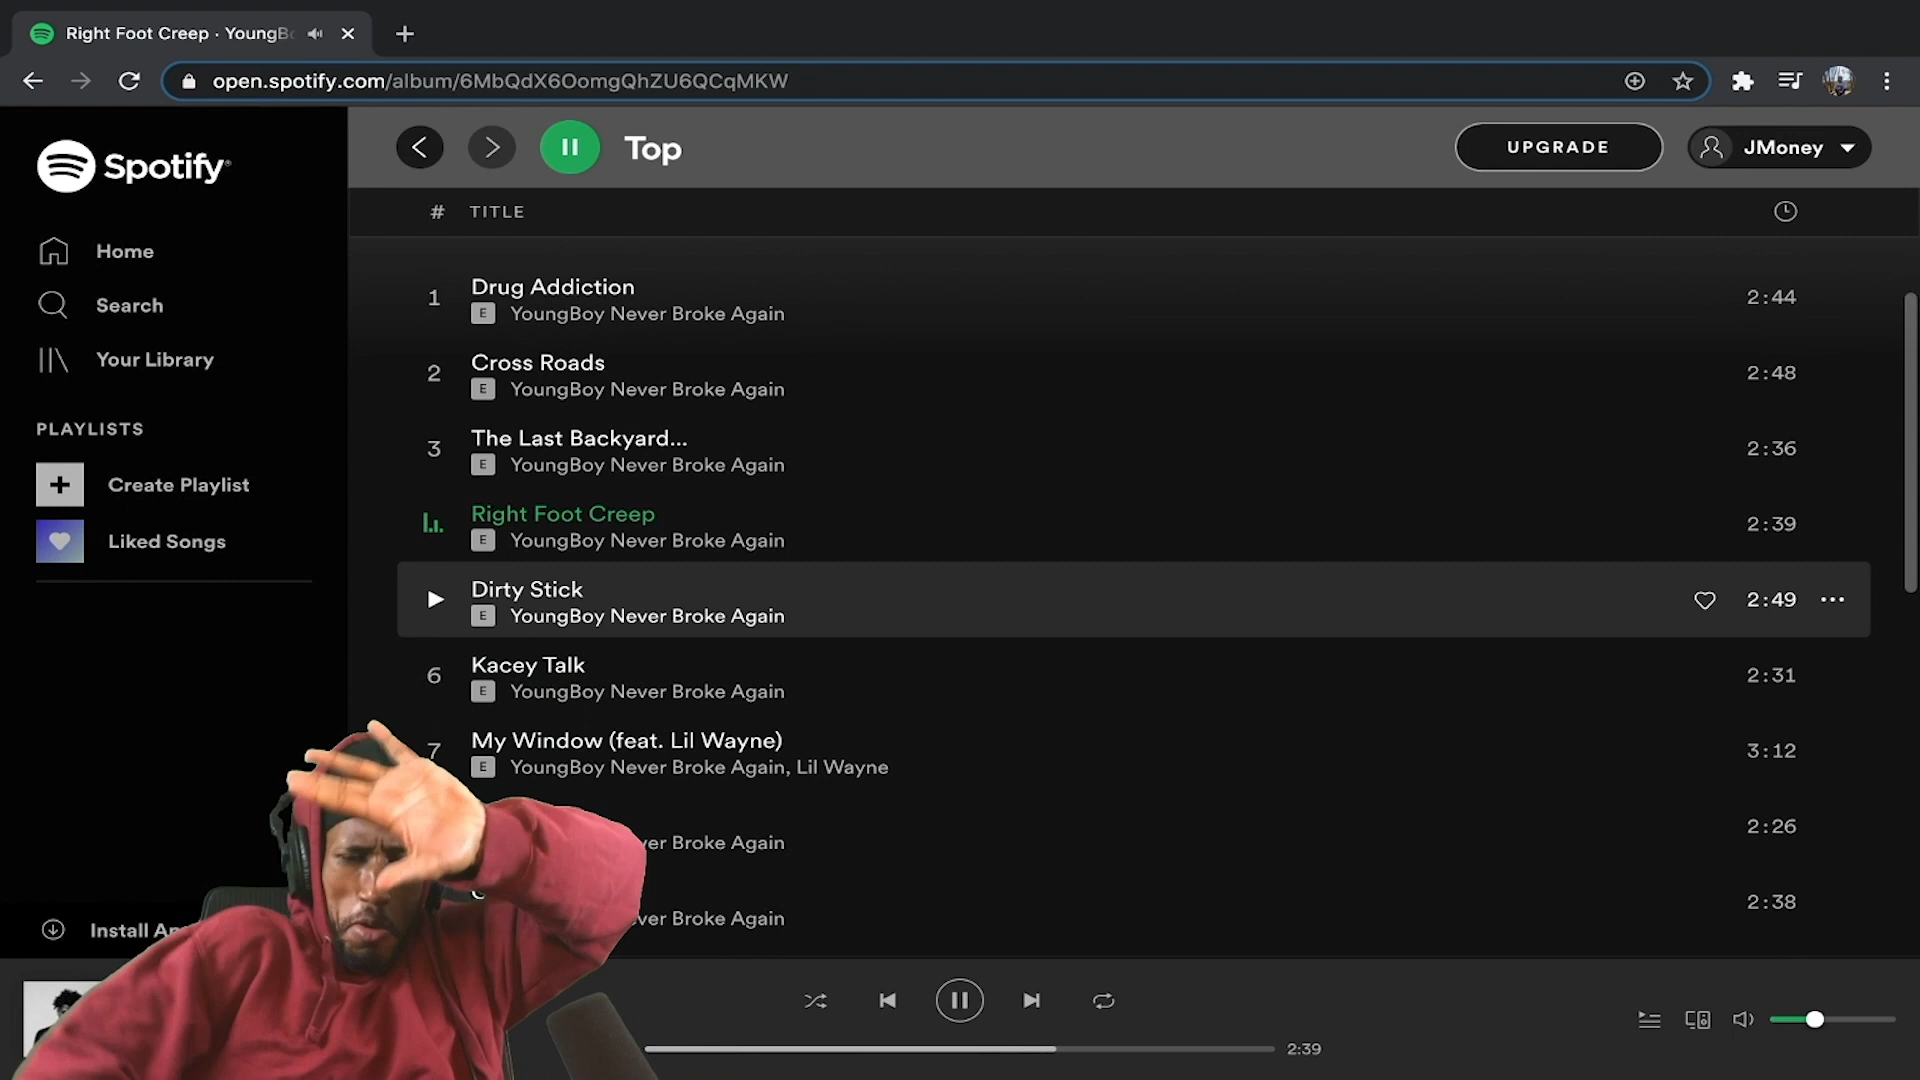 Right Foot Creep · YoungB
open.spotify.com/album/6MbQdX6OomgQhZU6QCqMKW
Spotify®
Top
UPGRADE
JMoney
Home
Search
Your Library
PLAYLISTS
Create Playlist
Liked Songs
Install
# TITLE
1 Drug Addiction 2:44
E YoungBoy Never Broke Again
2 Cross Roads 2:48
E YoungBoy Never Broke Again
3 The Last Backyard... 2:36
E YoungBoy Never Broke Again
Right Foot Creep 2:39
E YoungBoy Never Broke Again
Dirty Stick 2:49
E YoungBoy Never Broke Again
6 Kacey Talk 2:31
E YoungBoy Never Broke Again
7 My Window (feat. Lil Wayne) 3:12
E YoungBoy Never Broke Again, Lil Wayne
2:26
ver Broke Again
2:38
ver Broke Again
2:39